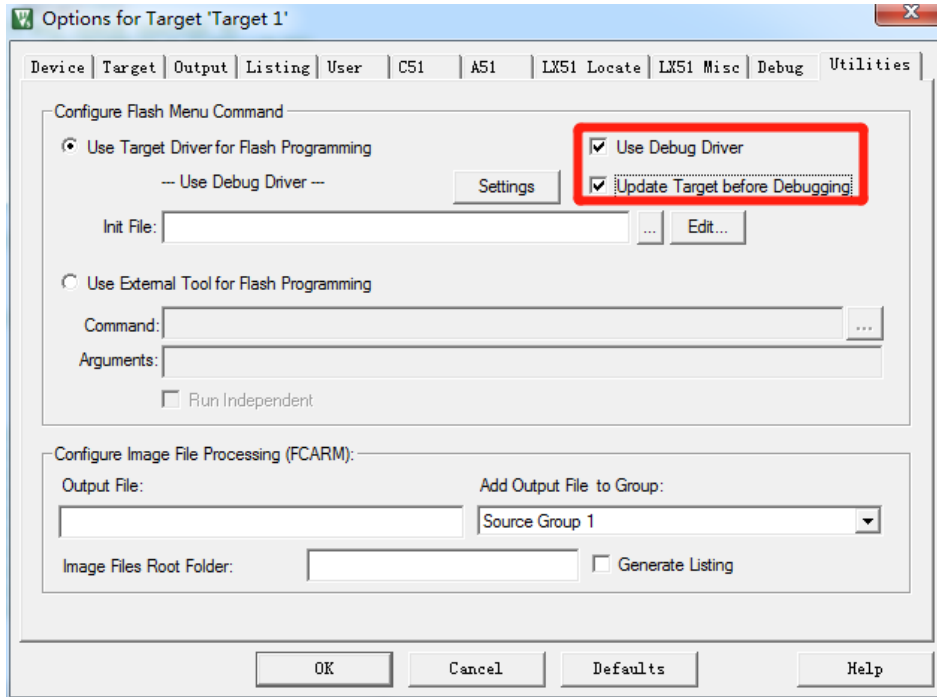 Options for Target 'Target 1'
Device Target Output Listing User C51 A51 LX51 Locate LX51 Misc Debug Utilities
Configure Flash Menu Command
Use Target Driver for Flash Programming Use Debug Driver
--- Use Debug Driver --- Settings Update Target before Debugging
Init File: ... Edit...
Use External Tool for Flash Programming
Command: ...
Arguments:
Run Independent
Configure Image File Processing (FCARM):
Output File: Add Output File to Group:
Source Group 1
Image Files Root Folder: Generate Listing
OK Cancel Defaults Help